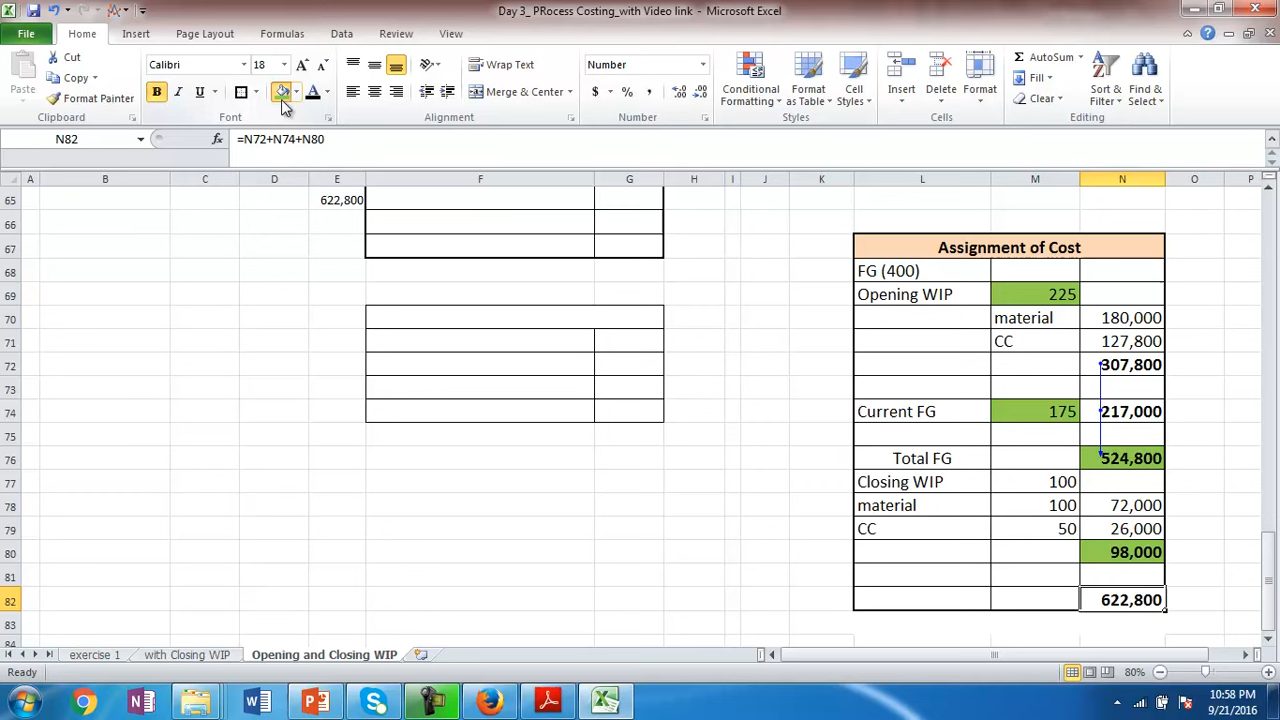 Day 3_ PRocess Costing_with Video link - Microsoft Excel
File Home Insert Page Layout Formulas Data Review View
Paste
Cut
Copy
Format Painter
Clipboard
Calibri 18
B I U A
Font
Wrap Text
Merge & Center
Alignment
Number
$ % ,
Number
Conditional Formatting
Format as Table
Cell Styles
Styles
Insert
Delete
Format
Cells
AutoSum
Fill
Clear
Sort & Filter
Find & Select
Editing
N82 fx =N72+N74+N80
A B C D E F G H I J K L M N O P
65 622,800
66
67 Assignment of Cost
68 FG (400)
69 Opening WIP 225
70 material 180,000
71 CC 127,800
72 307,800
73
74 Current FG 175 217,000
75
76 Total FG 524,800
77 Closing WIP 100
78 material 100 72,000
79 CC 50 26,000
80 98,000
81
82 622,800
83
84
exercise 1 with Closing WIP Opening and Closing WIP
Ready 80%
10:58 PM
9/21/2016